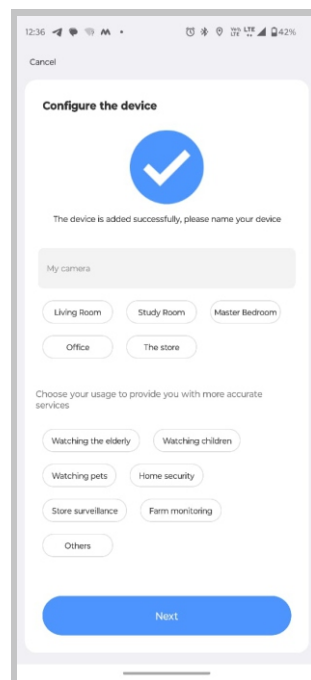 12:36 42%
Cancel
Configure the device
The device is added successfully, please name your device
My camera
Living Room Study Room Master Bedroom
Office The store
Choose your usage to provide you with more accurate
services
Watching the elderly Watching children
Watching pets Home security
Store surveillance Farm monitoring
Others
Next